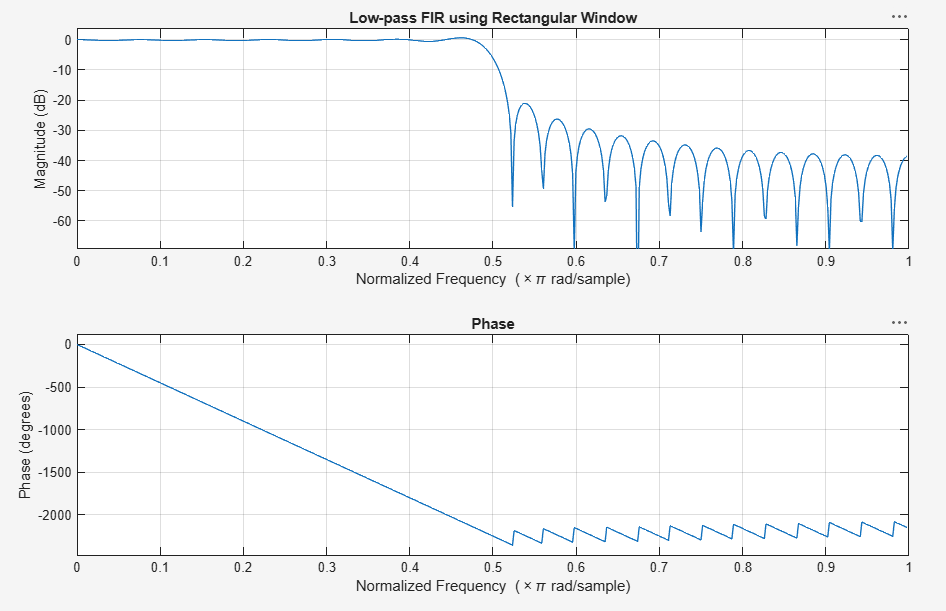 Low-pass FIR using Rectangular Window
0
-10
-20
-30
-40
-50
-60
Magnitude (dB)
0 0.1 0.2 0.3 0.4 0.5 0.6 0.7 0.8 0.9 1
Normalized Frequency (×π rad/sample)
Phase
0
-500
-1000
-1500
-2000
Phase (degrees)
0 0.1 0.2 0.3 0.4 0.5 0.6 0.7 0.8 0.9 1
Normalized Frequency (×π rad/sample)